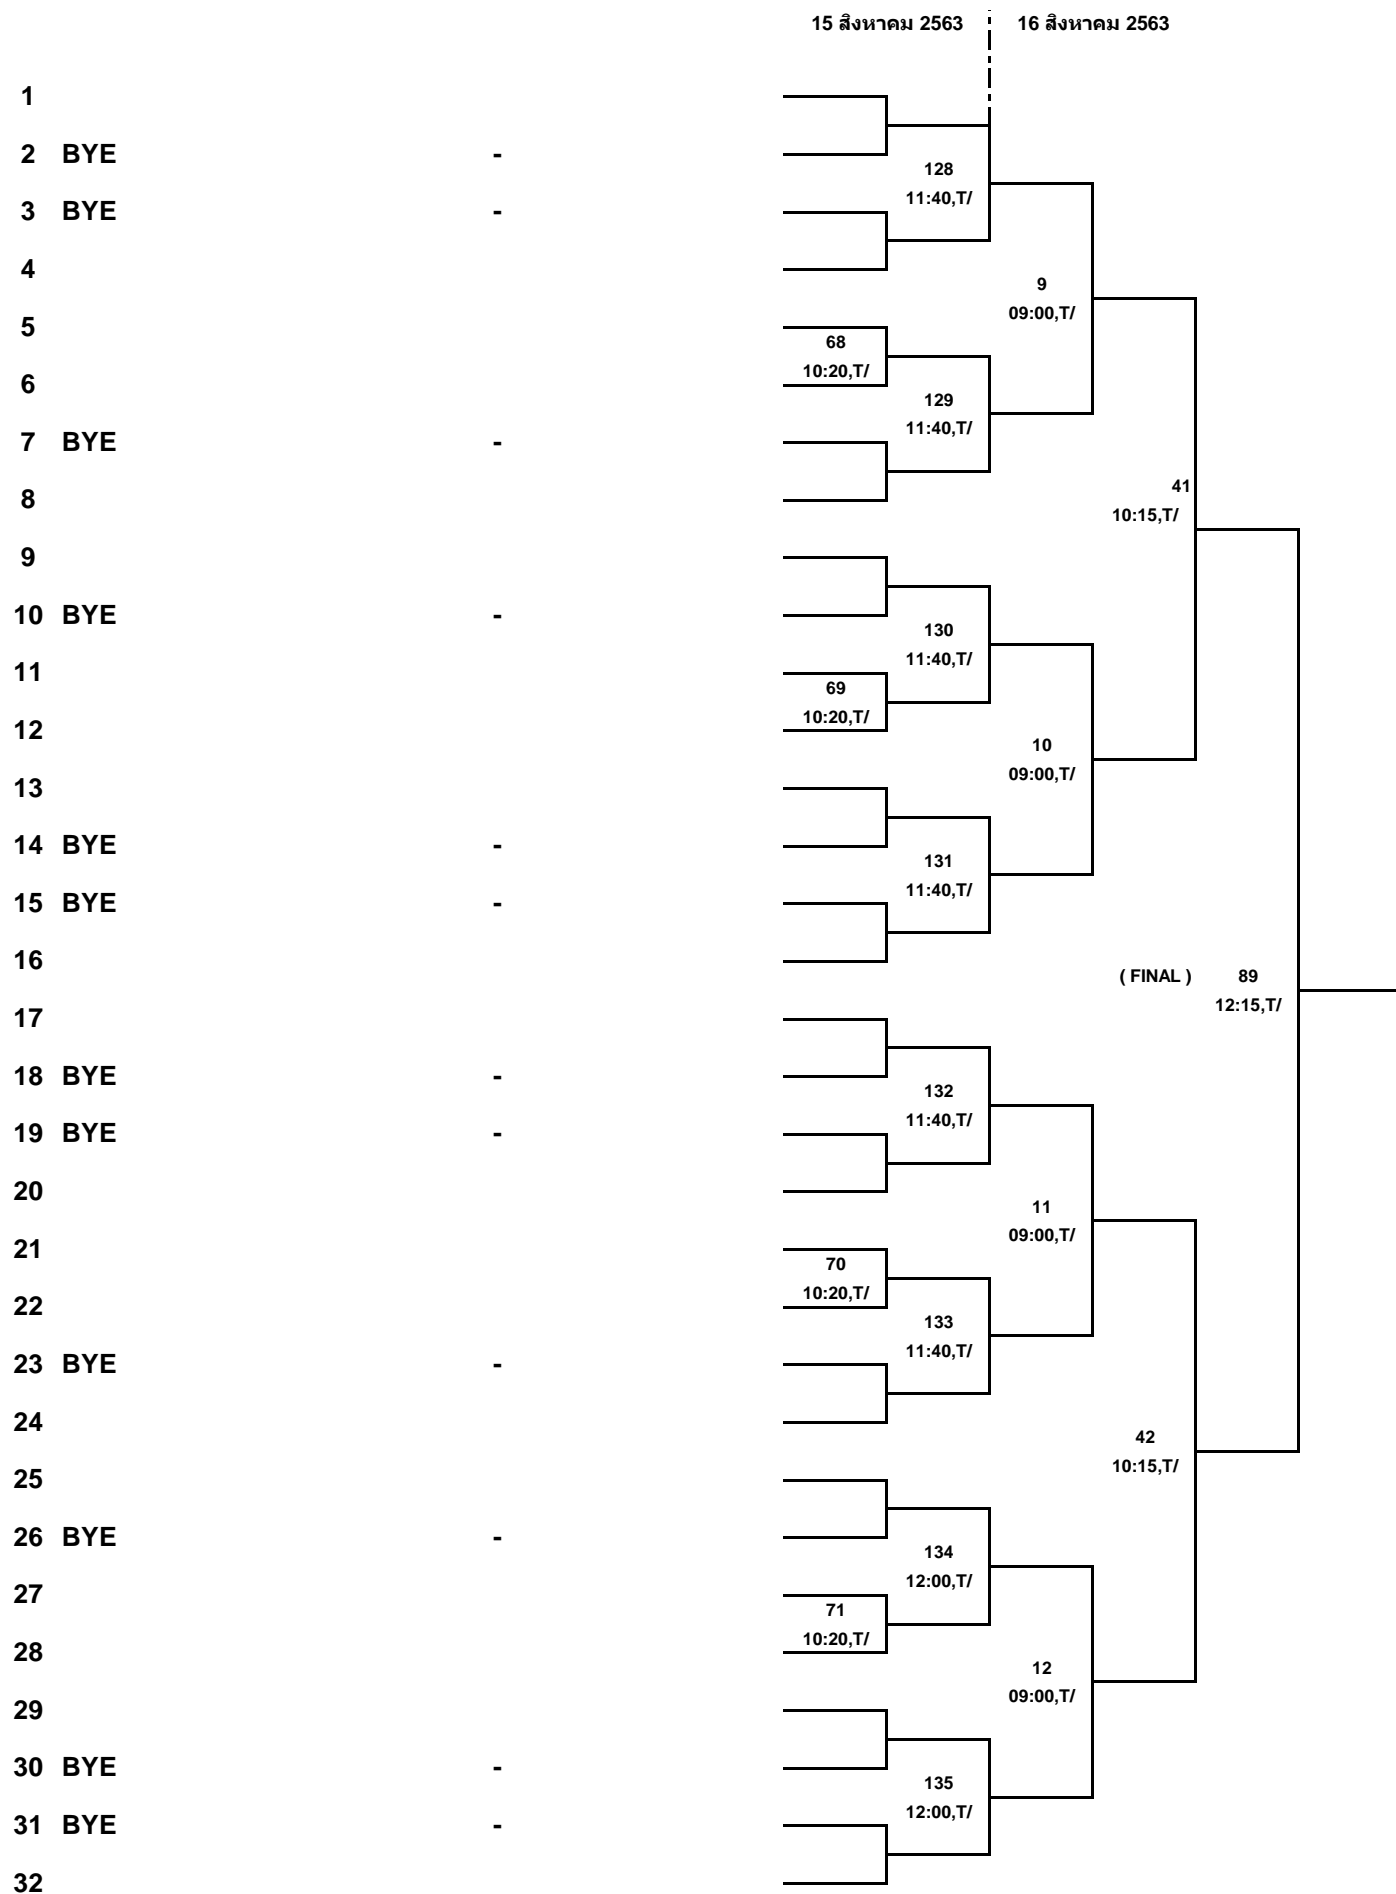 15 สิงหาคม 2563 16 สิงหาคม 2563
1
2 BYE -
128
11:40,T/
3 BYE -
4
9
09:00,T/
5
68
10:20,T/
6
129
11:40,T/
7 BYE -
8
41
10:15,T/
9
10 BYE -
130
11:40,T/
11
69
10:20,T/
12
10
09:00,T/
13
14 BYE -
131
11:40,T/
15 BYE -
16
( FINAL ) 89
12:15,T/
17
18 BYE -
132
11:40,T/
19 BYE -
20
11
09:00,T/
21
70
10:20,T/
22
133
11:40,T/
23 BYE -
24
42
10:15,T/
25
26 BYE -
134
12:00,T/
27
71
10:20,T/
28
12
09:00,T/
29
30 BYE -
135
12:00,T/
31 BYE -
32